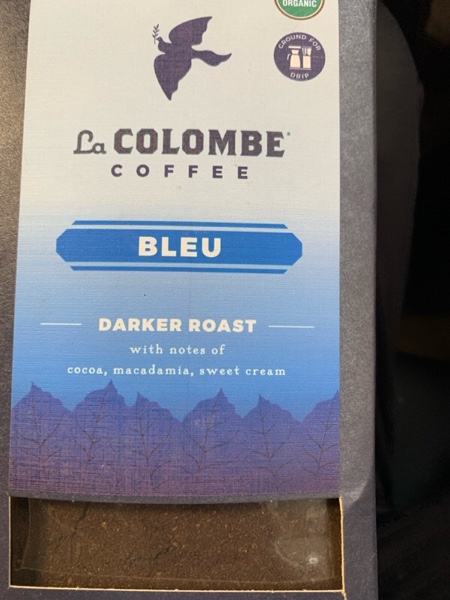 ORGANIC
GROUND FOR
DRIP
La COLOMBE
COFFEE
BLEU
DARKER ROAST
with notes of
cocoa, macadamia, sweet cream